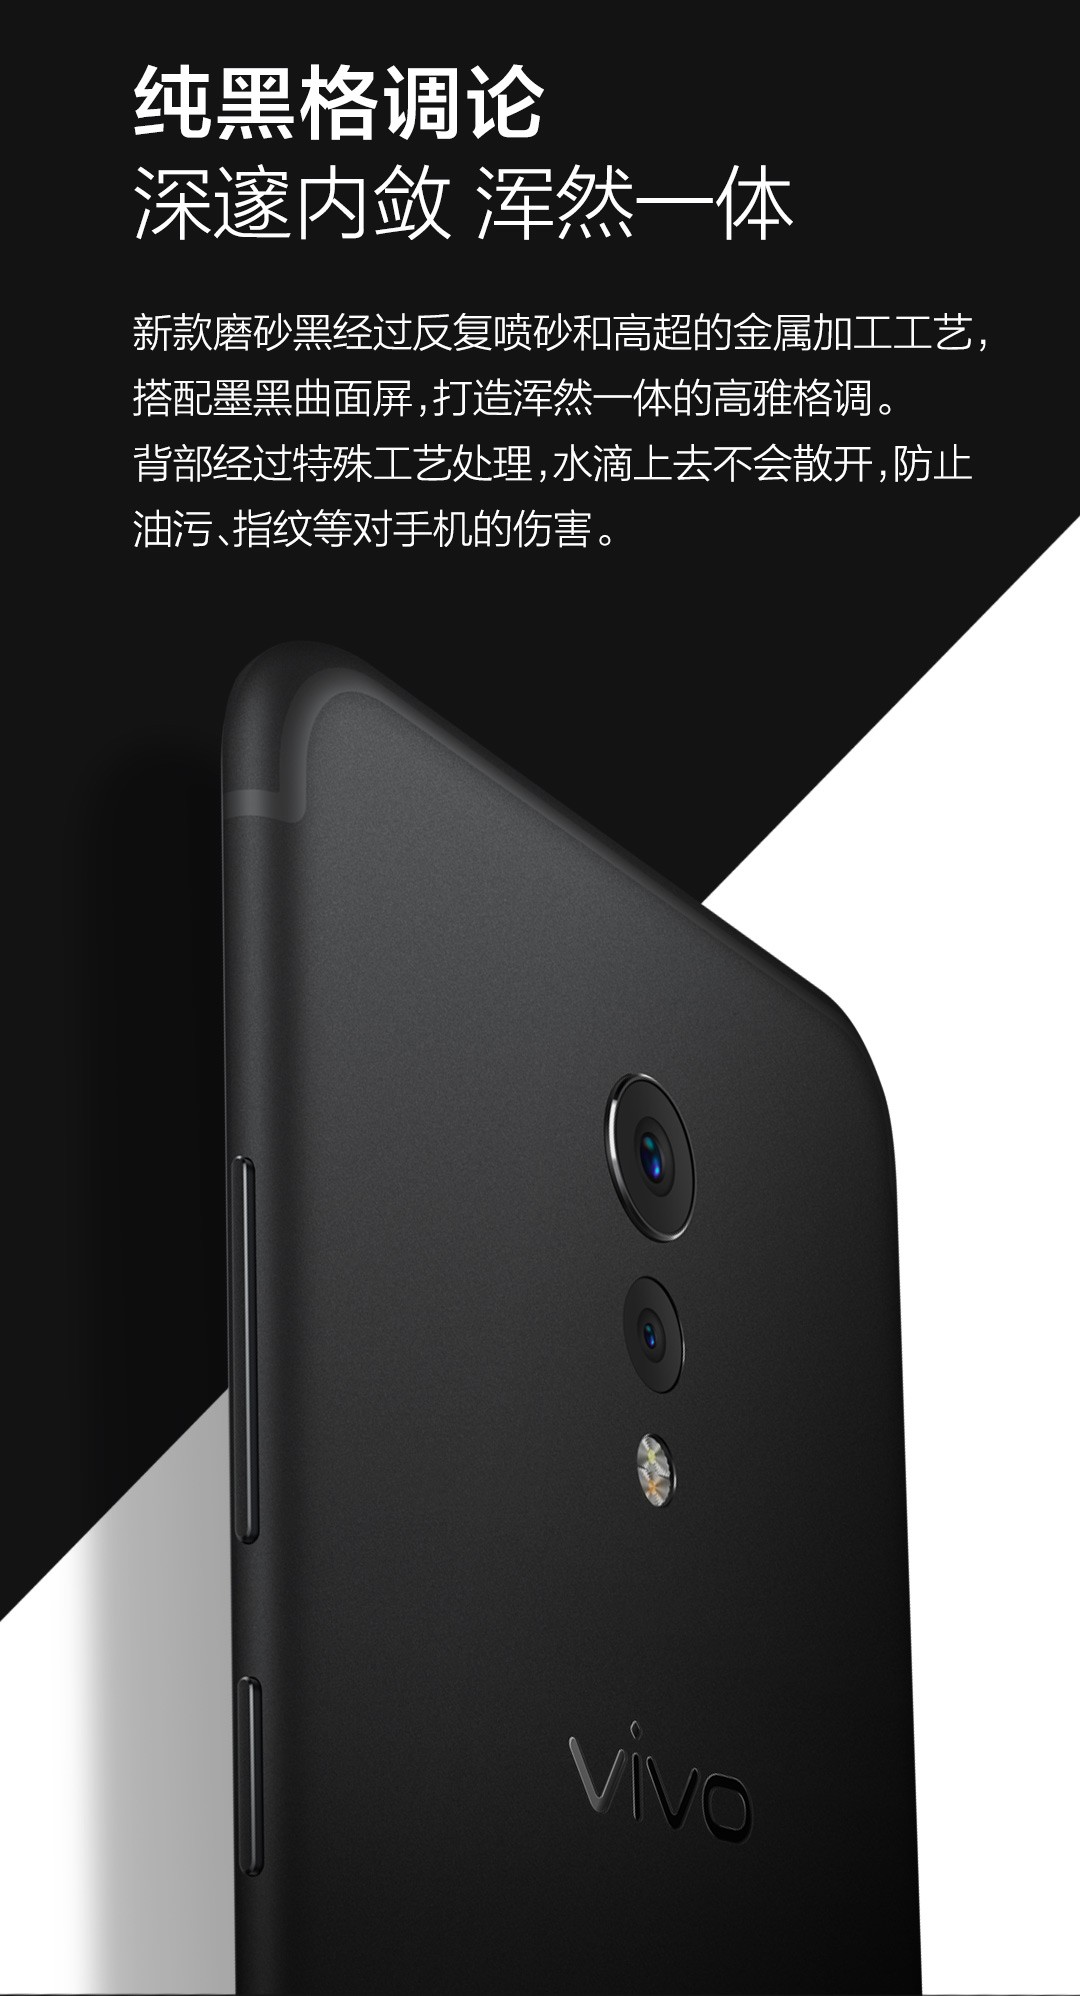 纯黑格调论
深邃内敛 浑然一体
新款磨砂黑经过反复喷砂和高超的金属加工工艺，
搭配墨黑曲面屏，打造浑然一体的高雅格调。
背部经过特殊工艺处理，水滴上去不会散开，防止
油污、指纹等对手机的伤害。
vivo